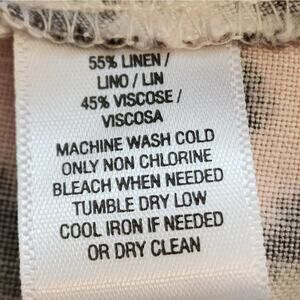 55% LINEN /
LINO / LIN
45% VISCOSE /
VISCOSA
MACHINE WASH COLD
ONLY NON CHLORINE
BLEACH WHEN NEEDED
TUMBLE DRY LOW
COOL IRON IF NEEDED
OR DRY CLEAN